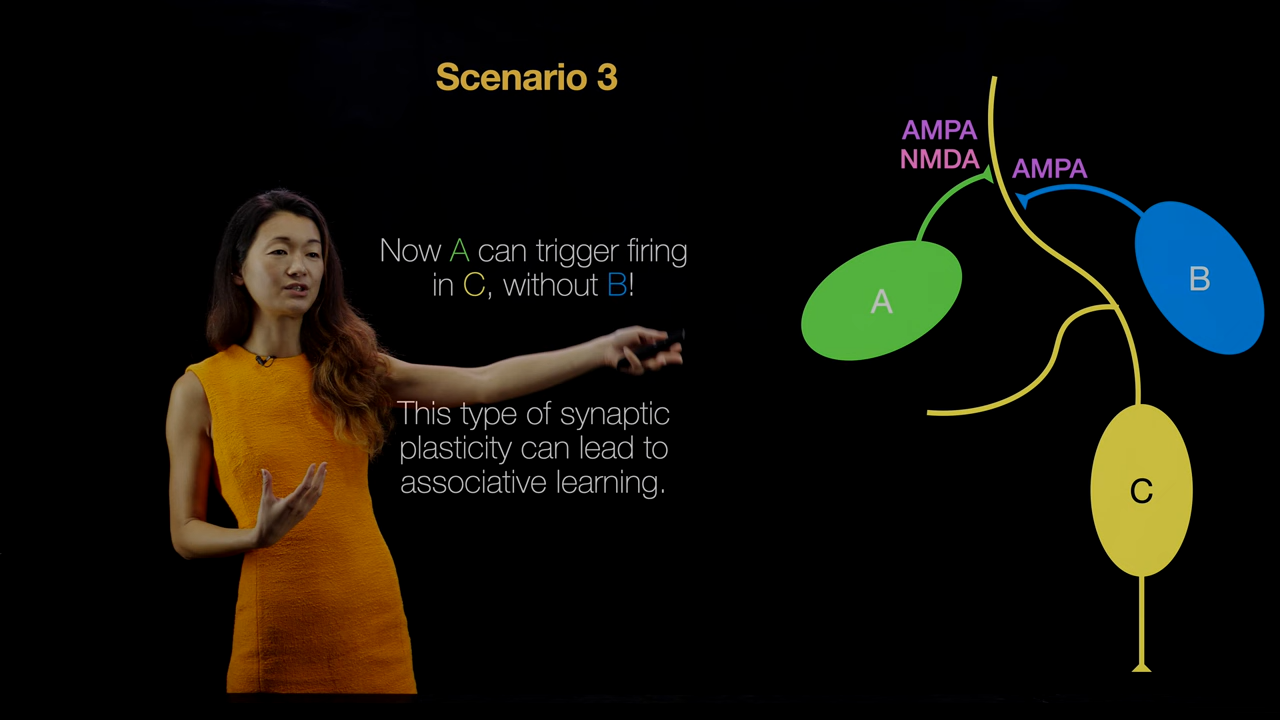 Scenario 3
AMPA
NMDA
AMPA
Now A can trigger firing
in C, without B!
A
B
This type of synaptic
plasticity can lead to
associative learning.
C